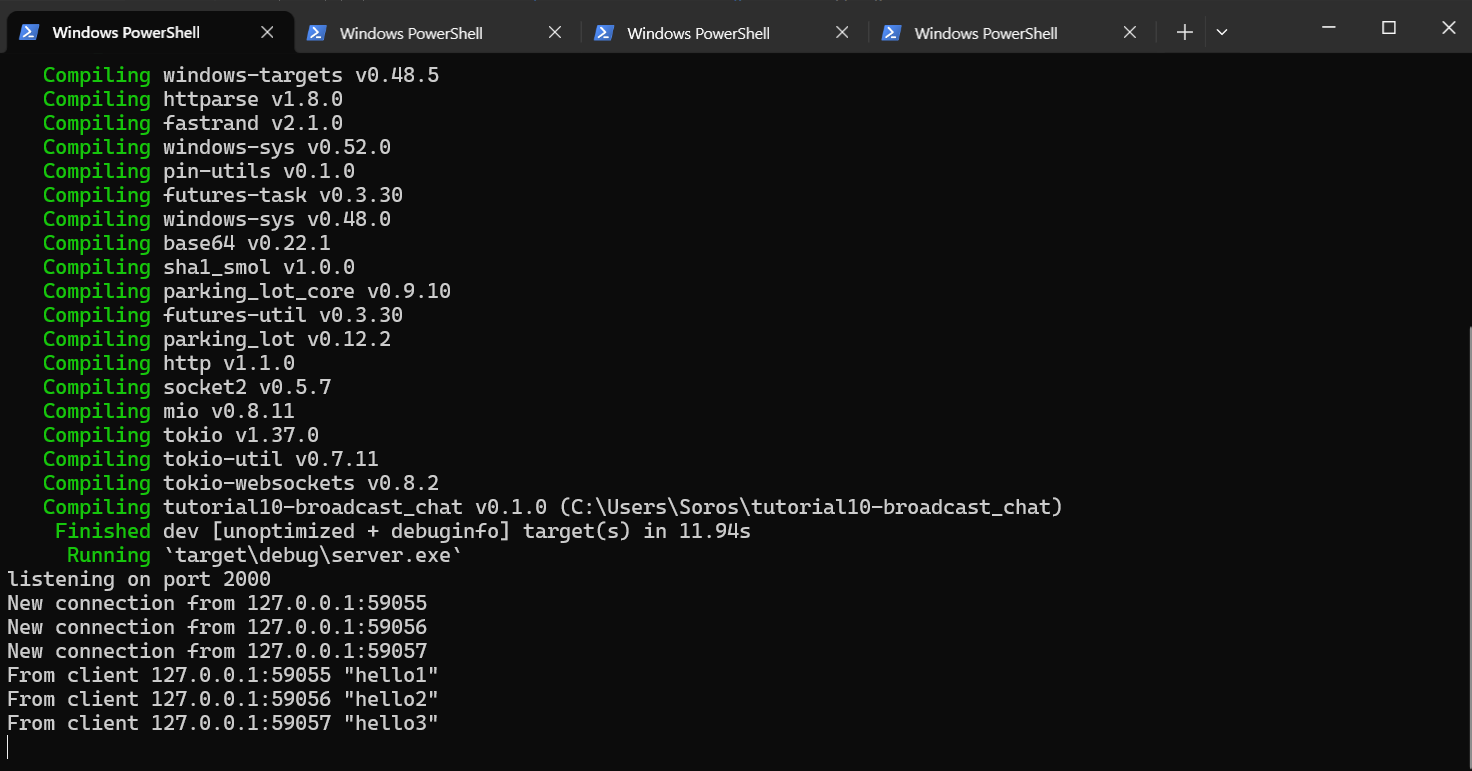 Windows PowerShell
Windows PowerShell
Windows PowerShell
Windows PowerShell
Compiling windows-targets v0.48.5
Compiling httparse v1.8.0
Compiling fastrand v2.1.0
Compiling windows-sys v0.52.0
Compiling pin-utils v0.1.0
Compiling futures-task v0.3.30
Compiling windows-sys v0.48.0
Compiling base64 v0.22.1
Compiling sha1_smol v1.0.0
Compiling parking_lot_core v0.9.10
Compiling futures-util v0.3.30
Compiling parking_lot v0.12.2
Compiling http v1.1.0
Compiling socket2 v0.5.7
Compiling mio v0.8.11
Compiling tokio v1.37.0
Compiling tokio-util v0.7.11
Compiling tokio-websockets v0.8.2
Compiling tutorial10-broadcast_chat v0.1.0 (C:\Users\Soros\tutorial10-broadcast_chat)
Finished dev [unoptimized + debuginfo] target(s) in 11.94s
Running `target\debug\server.exe`
listening on port 2000
New connection from 127.0.0.1:59055
New connection from 127.0.0.1:59056
New connection from 127.0.0.1:59057
From client 127.0.0.1:59055 "hello1"
From client 127.0.0.1:59056 "hello2"
From client 127.0.0.1:59057 "hello3"